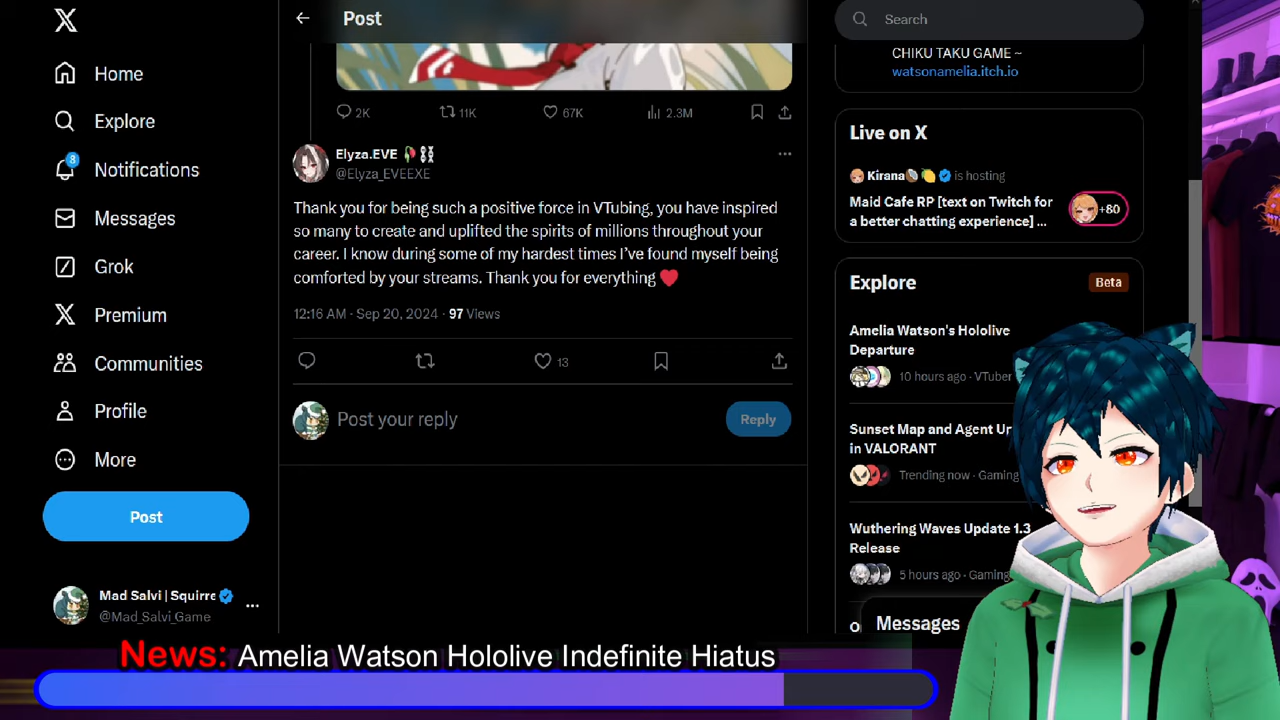 Home
Explore
8
Notifications
Messages
Grok
Premium
Communities
Profile
More
Post
Mad Salvi | Squirre
@Mad_Salvi_Game
Post
2K
11K
67K
2.3M
Elyza.EVE
@Elyza_EVEEXE
Thank you for being such a positive force in VTubing, you have inspired
so many to create and uplifted the spirits of millions throughout your
career. I know during some of my hardest times I've found myself being
comforted by your streams. Thank you for everything ❤️
12:16 AM · Sep 20, 2024 · 97 Views
13
Post your reply
Reply
Search
CHIKU TAKU GAME ~
watsonamelia.itch.io
Live on X
Kirana🥥🍋 is hosting
Maid Cafe RP [text on Twitch for
a better chatting experience] ...
+80
Explore
Beta
Amelia Watson's Hololive
Departure
10 hours ago · VTuber
Sunset Map and Agent
in VALORANT
Trending now · Gaming
Wuthering Waves Update 1.3
Release
5 hours ago · Gaming
Messages
News: Amelia Watson Hololive Indefinite Hiatus